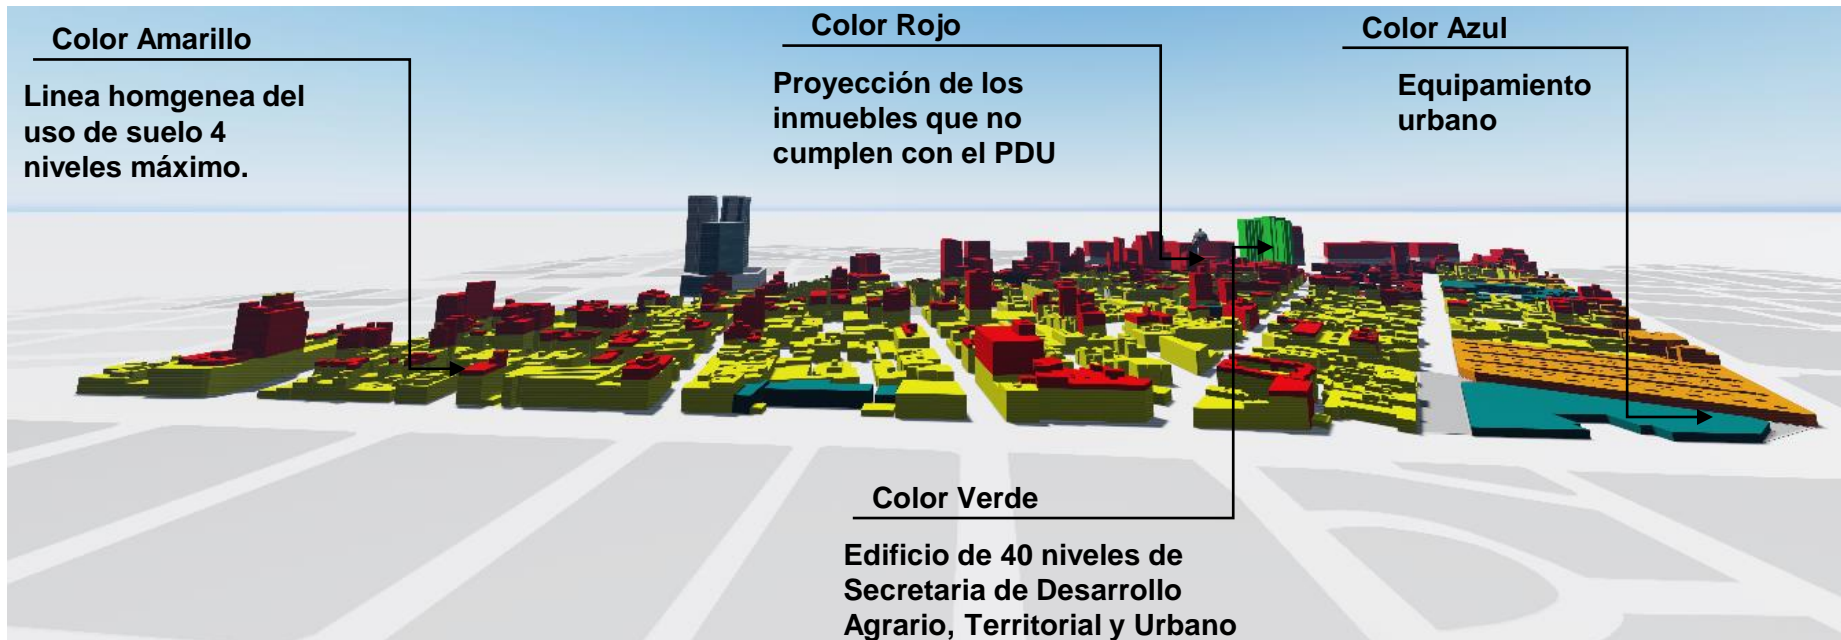 Color Amarillo
Linea homgenea del
uso de suelo 4
niveles máximo.
Color Rojo
Proyección de los
inmuebles que no
cumplen con el PDU
Color Azul
Equipamiento
urbano
Color Verde
Edificio de 40 niveles de
Secretaria de Desarrollo
Agrario, Territorial y Urbano